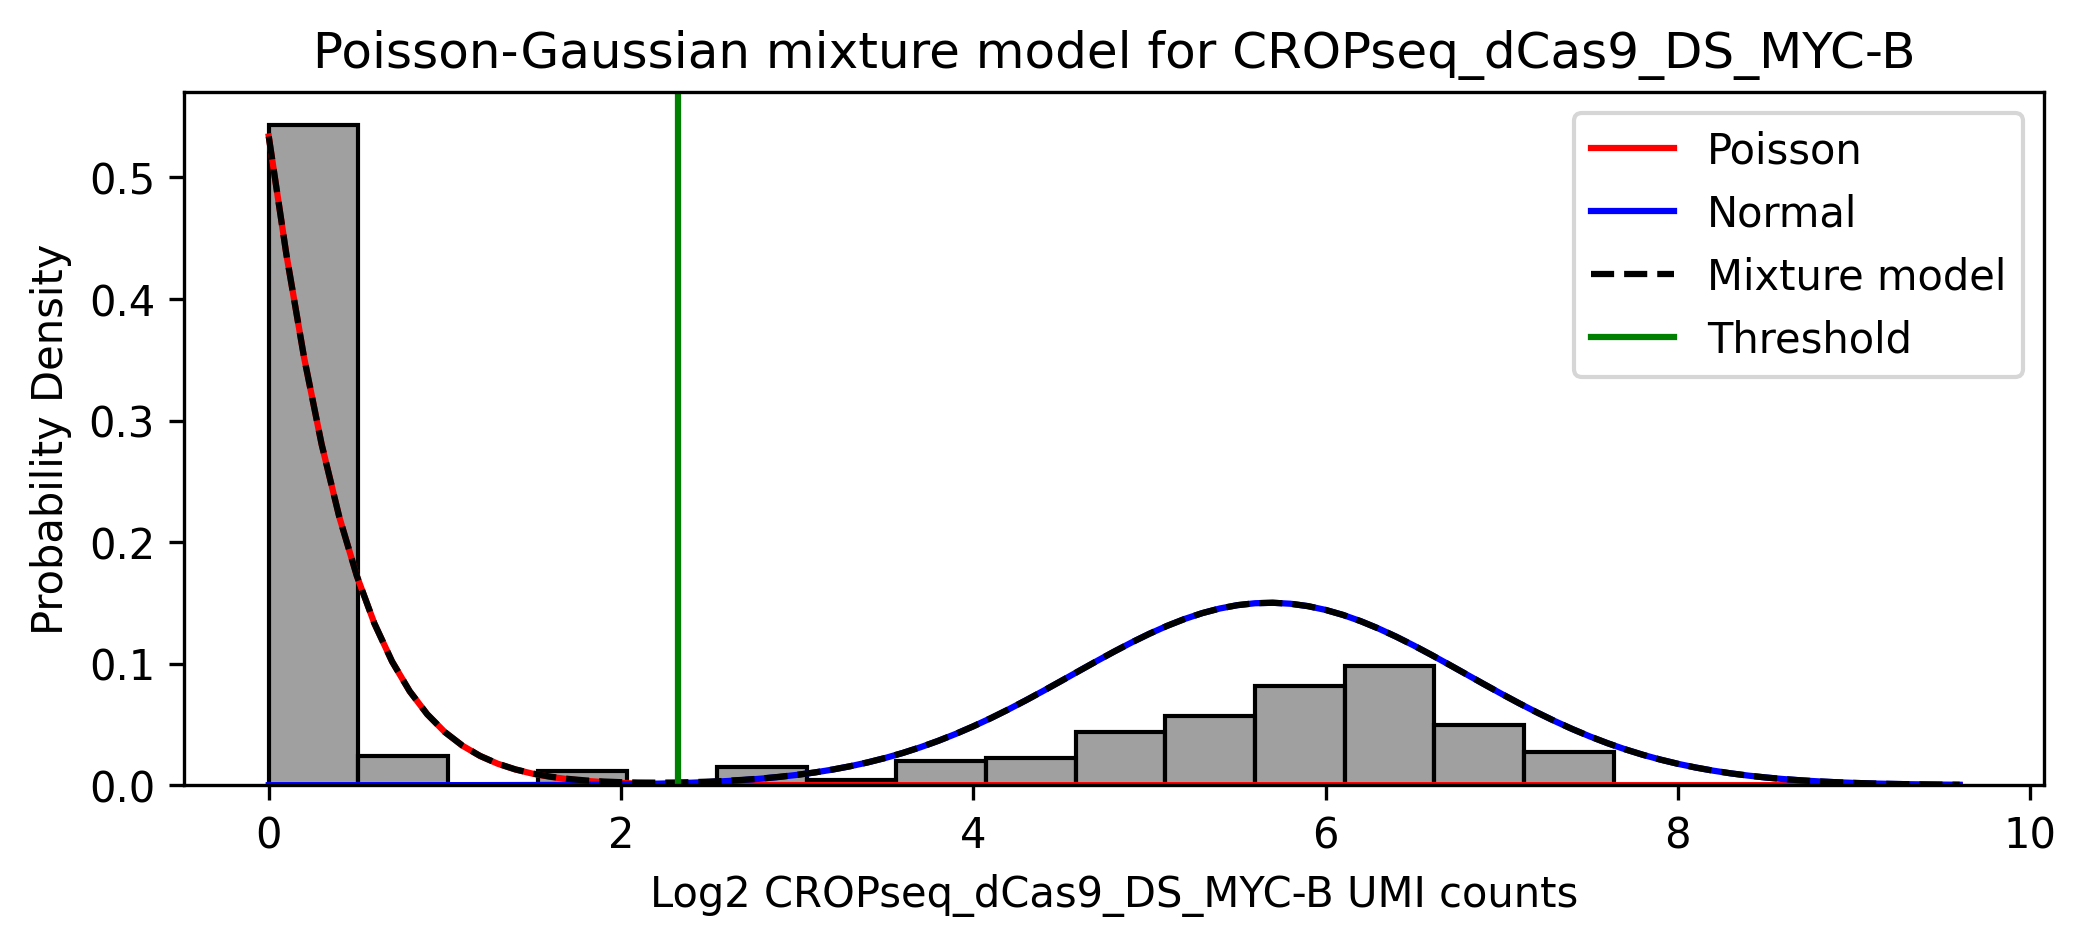 Poisson-Gaussian mixture model for CROPseq_dCas9_DS_MYC-B
Probability Density
0.5
0.4
0.3
0.2
0.1
0.0
Poisson
Normal
Mixture model
Threshold
0 2 4 6 8 10
Log2 CROPseq_dCas9_DS_MYC-B UMI counts